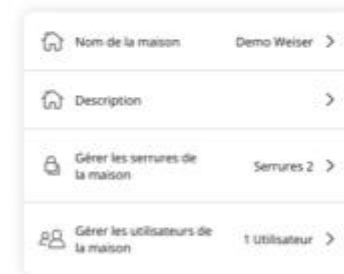 Nom de la maison Demo Weiser
Description
Gérer les serrures de
la maison Serrures 2
Gérer les utilisateurs de
la maison 1 Utilisateur